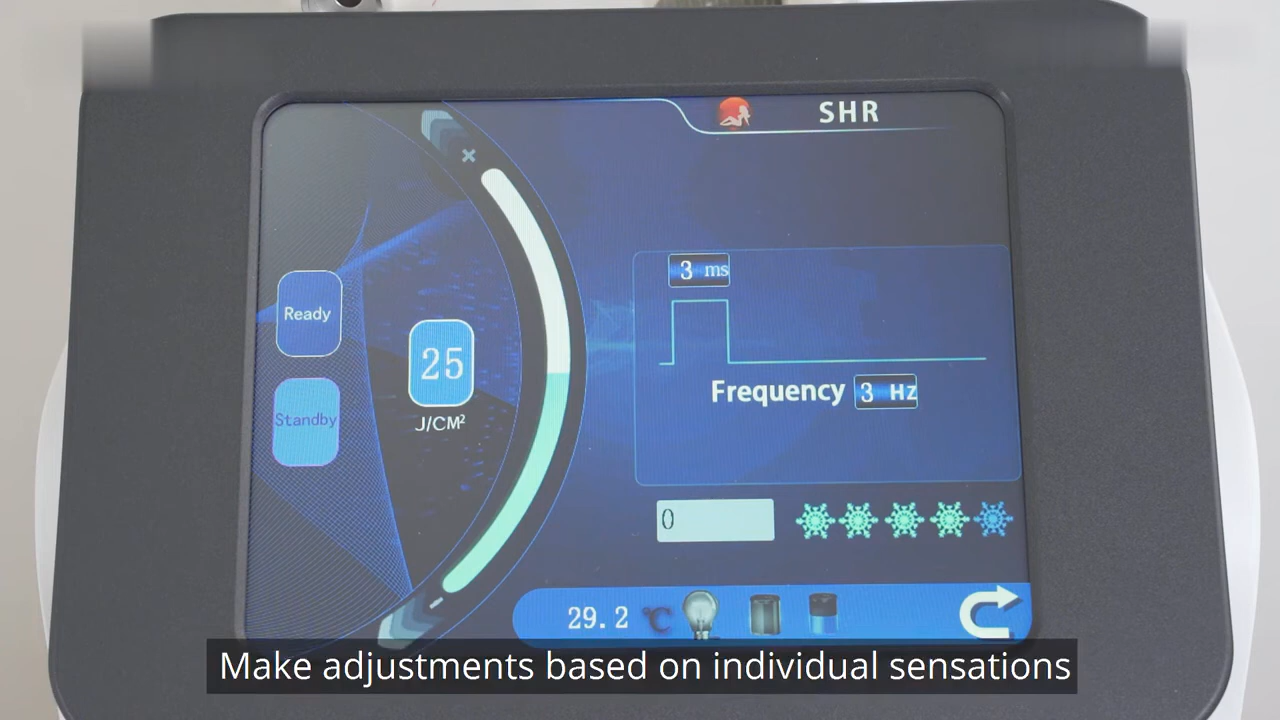 SHR
3 ms
Ready
25
J/CM²
Standby
Frequency 3 Hz
0
29.2 ℃
Make adjustments based on individual sensations